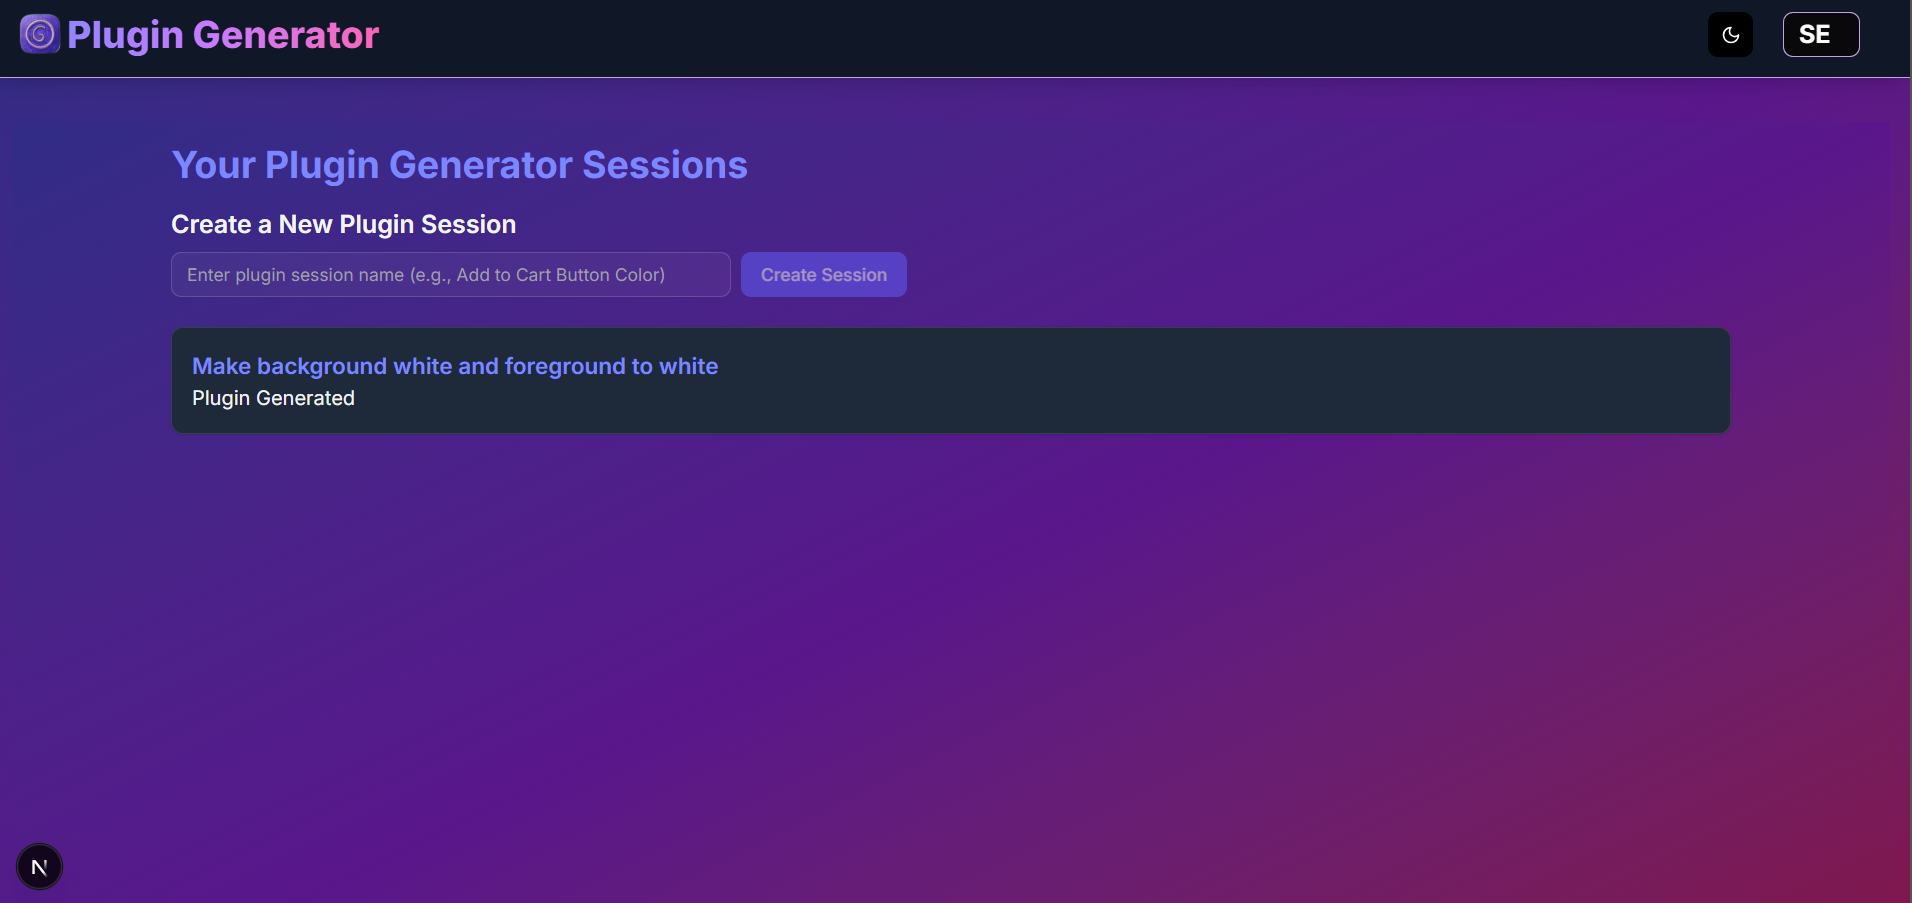 Plugin Generator
SE
Your Plugin Generator Sessions
Create a New Plugin Session
Enter plugin session name (e.g., Add to Cart Button Color)
Create Session
Make background white and foreground to white
Plugin Generated
N